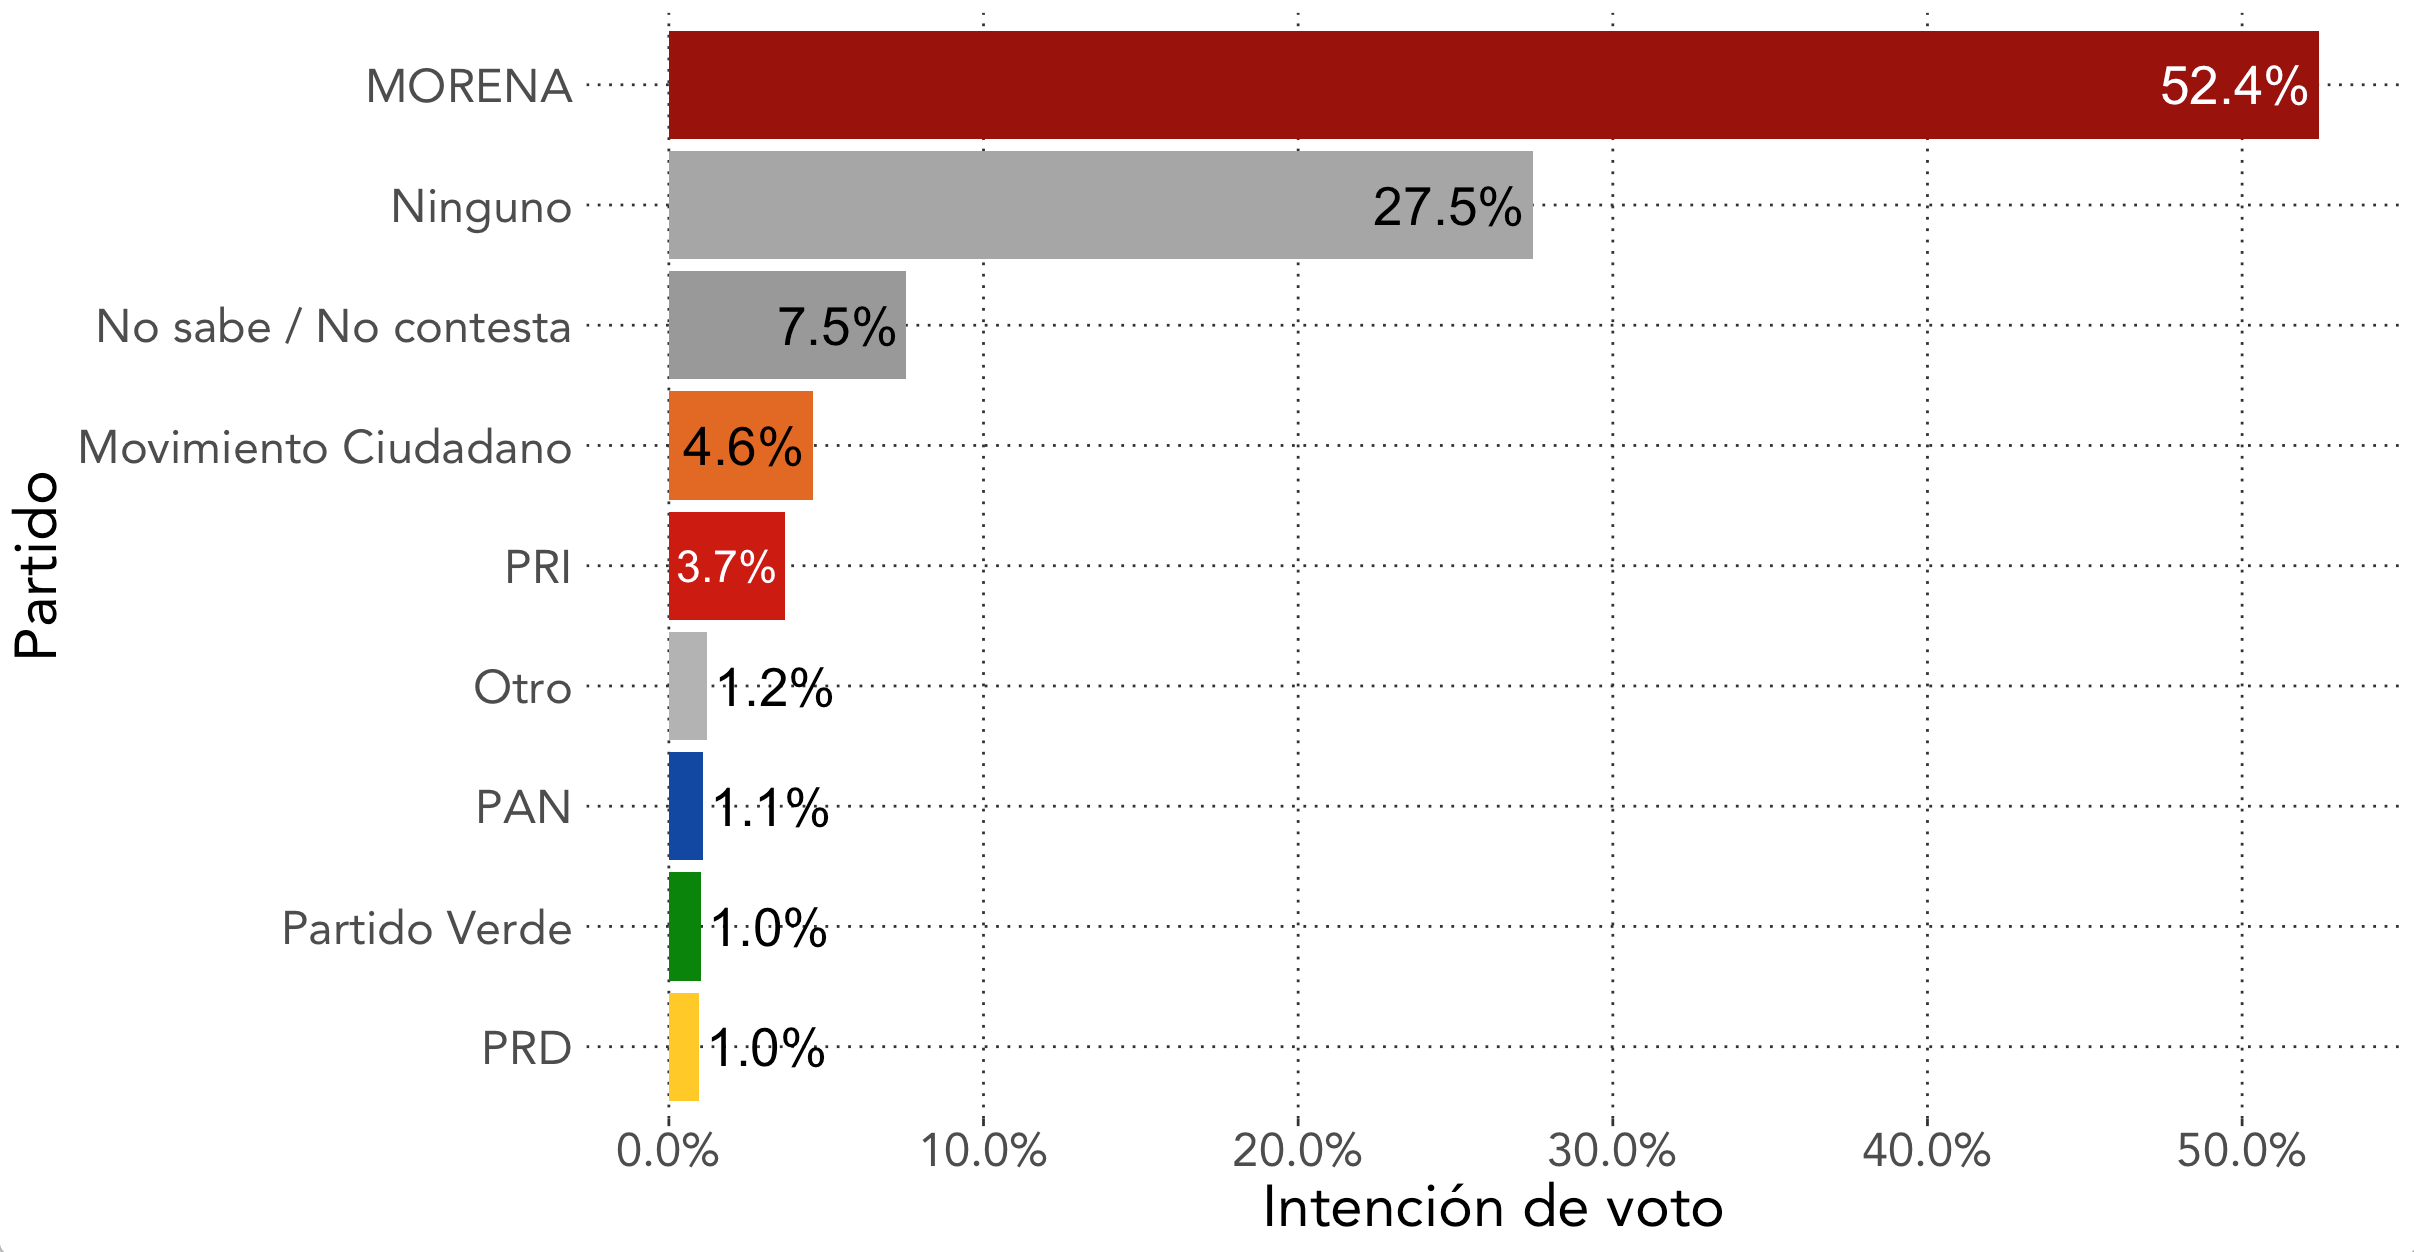 MORENA 52.4%
Ninguno 27.5%
No sabe / No contesta 7.5%
Movimiento Ciudadano 4.6%
PRI 3.7%
Otro 1.2%
PAN 1.1%
Partido Verde 1.0%
PRD 1.0%
Partido
0.0% 10.0% 20.0% 30.0% 40.0% 50.0%
Intención de voto